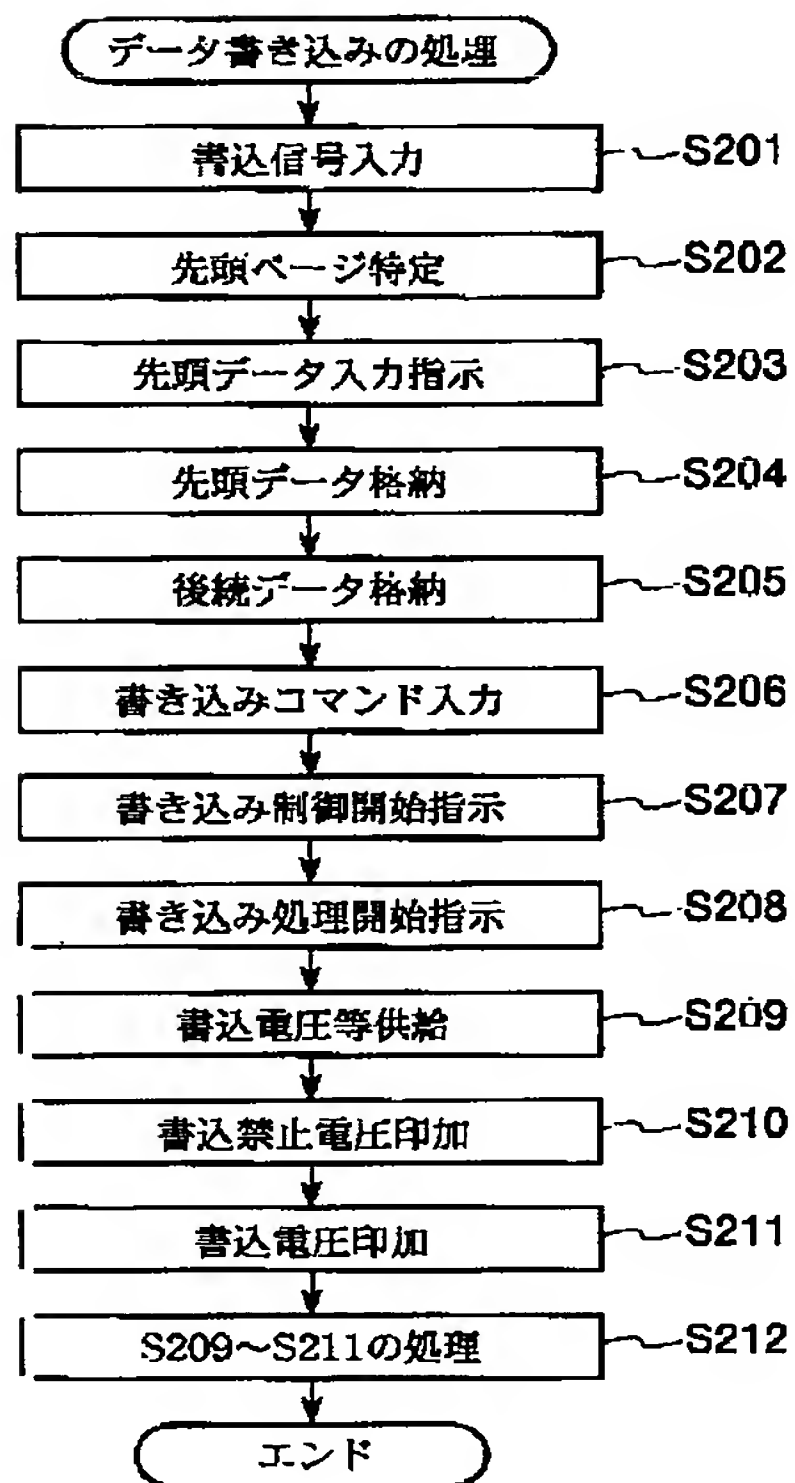 データ書き込みの処理
書込信号入力 S201
先頭ページ特定 S202
先頭データ入力指示 S203
先頭データ格納 S204
後続データ格納 S205
書き込みコマンド入力 S206
書き込み制御開始指示 S207
書き込み処理開始指示 S208
書込電圧等供給 S209
書込禁止電圧印加 S210
書込電圧印加 S211
S209～S211の処理 S212
エンド